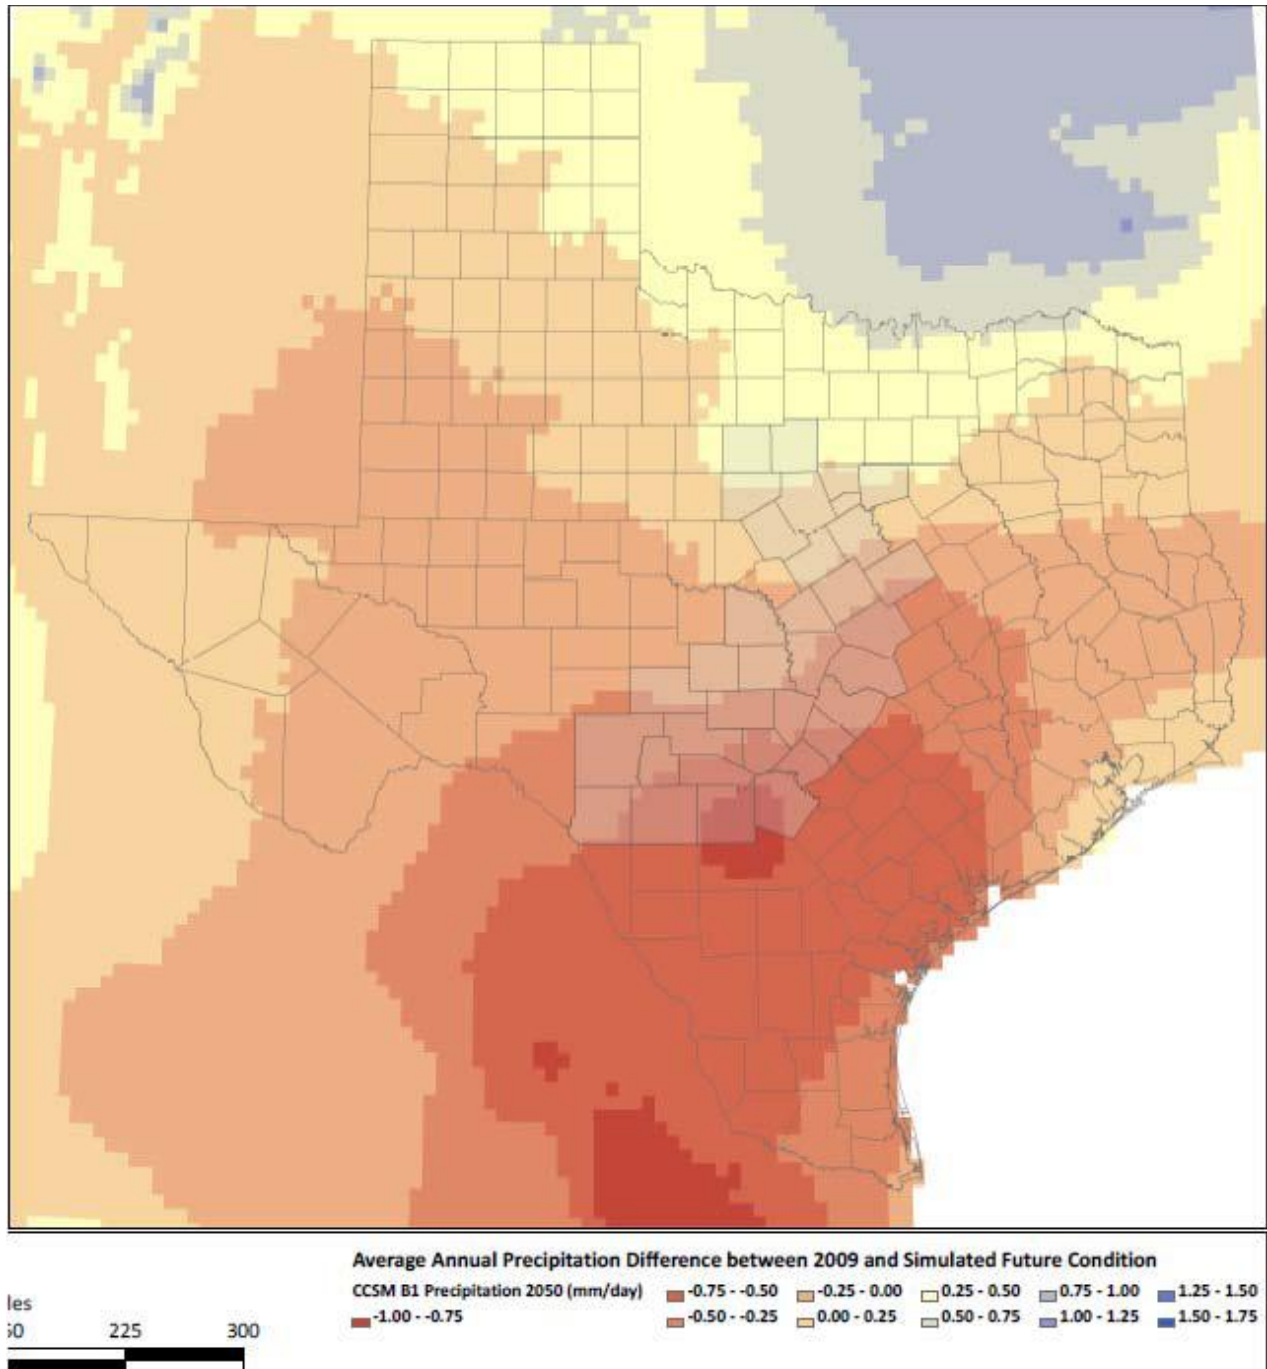 Average Annual Precipitation Difference between 2009 and Simulated Future Condition
CCSM B1 Precipitation 2050 (mm/day)
-1.00 - -0.75
-0.75 - -0.50
-0.50 - -0.25
-0.25 - 0.00
0.00 - 0.25
0.25 - 0.50
0.50 - 0.75
0.75 - 1.00
1.00 - 1.25
1.25 - 1.50
1.50 - 1.75
les
225 300